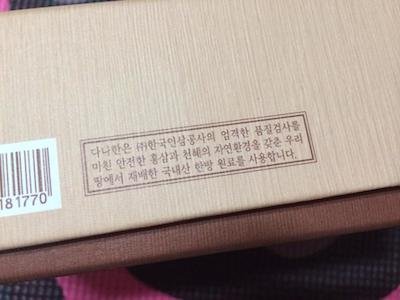 다나한은 ㈜한국인삼공사의 엄격한 품질검사를
마친 안전한 홍삼과 천혜의 자연환경을 갖춘 우리
땅에서 재배한 국내산 한방 원료를 사용합니다.
181770